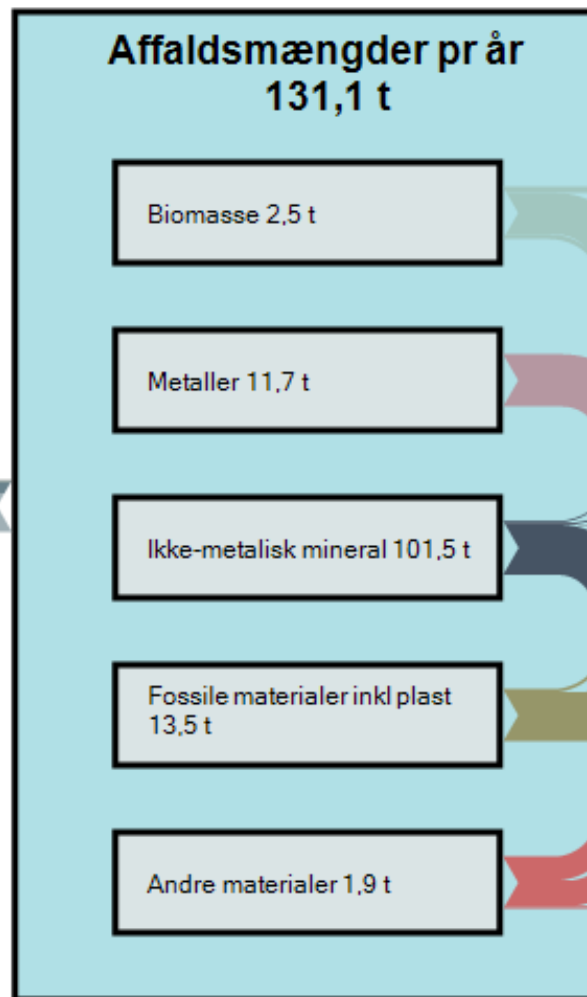 Affaldsmængder pr år
131,1 t
Biomasse 2,5 t
Metaller 11,7 t
Ikke-metalisk mineral 101,5 t
Fossile materialer inkl plast
13,5 t
Andre materialer 1,9 t